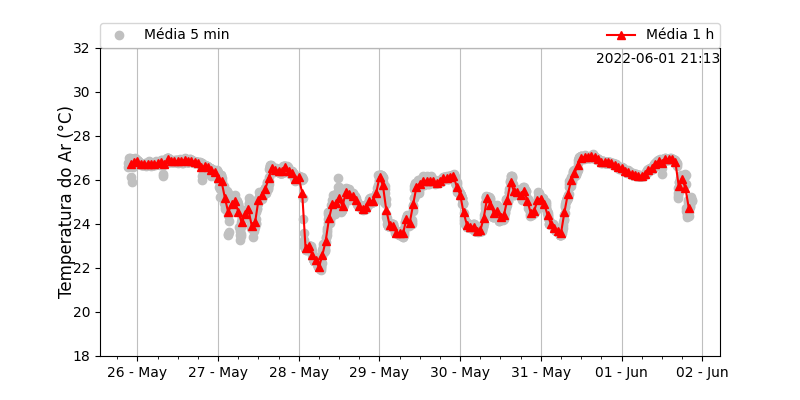 Média 5 min
Média 1 h
2022-06-01 21:13
Temperatura do Ar (°C)
32
30
28
26
24
22
20
18
26 - May
27 - May
28 - May
29 - May
30 - May
31 - May
01 - Jun
02 - Jun